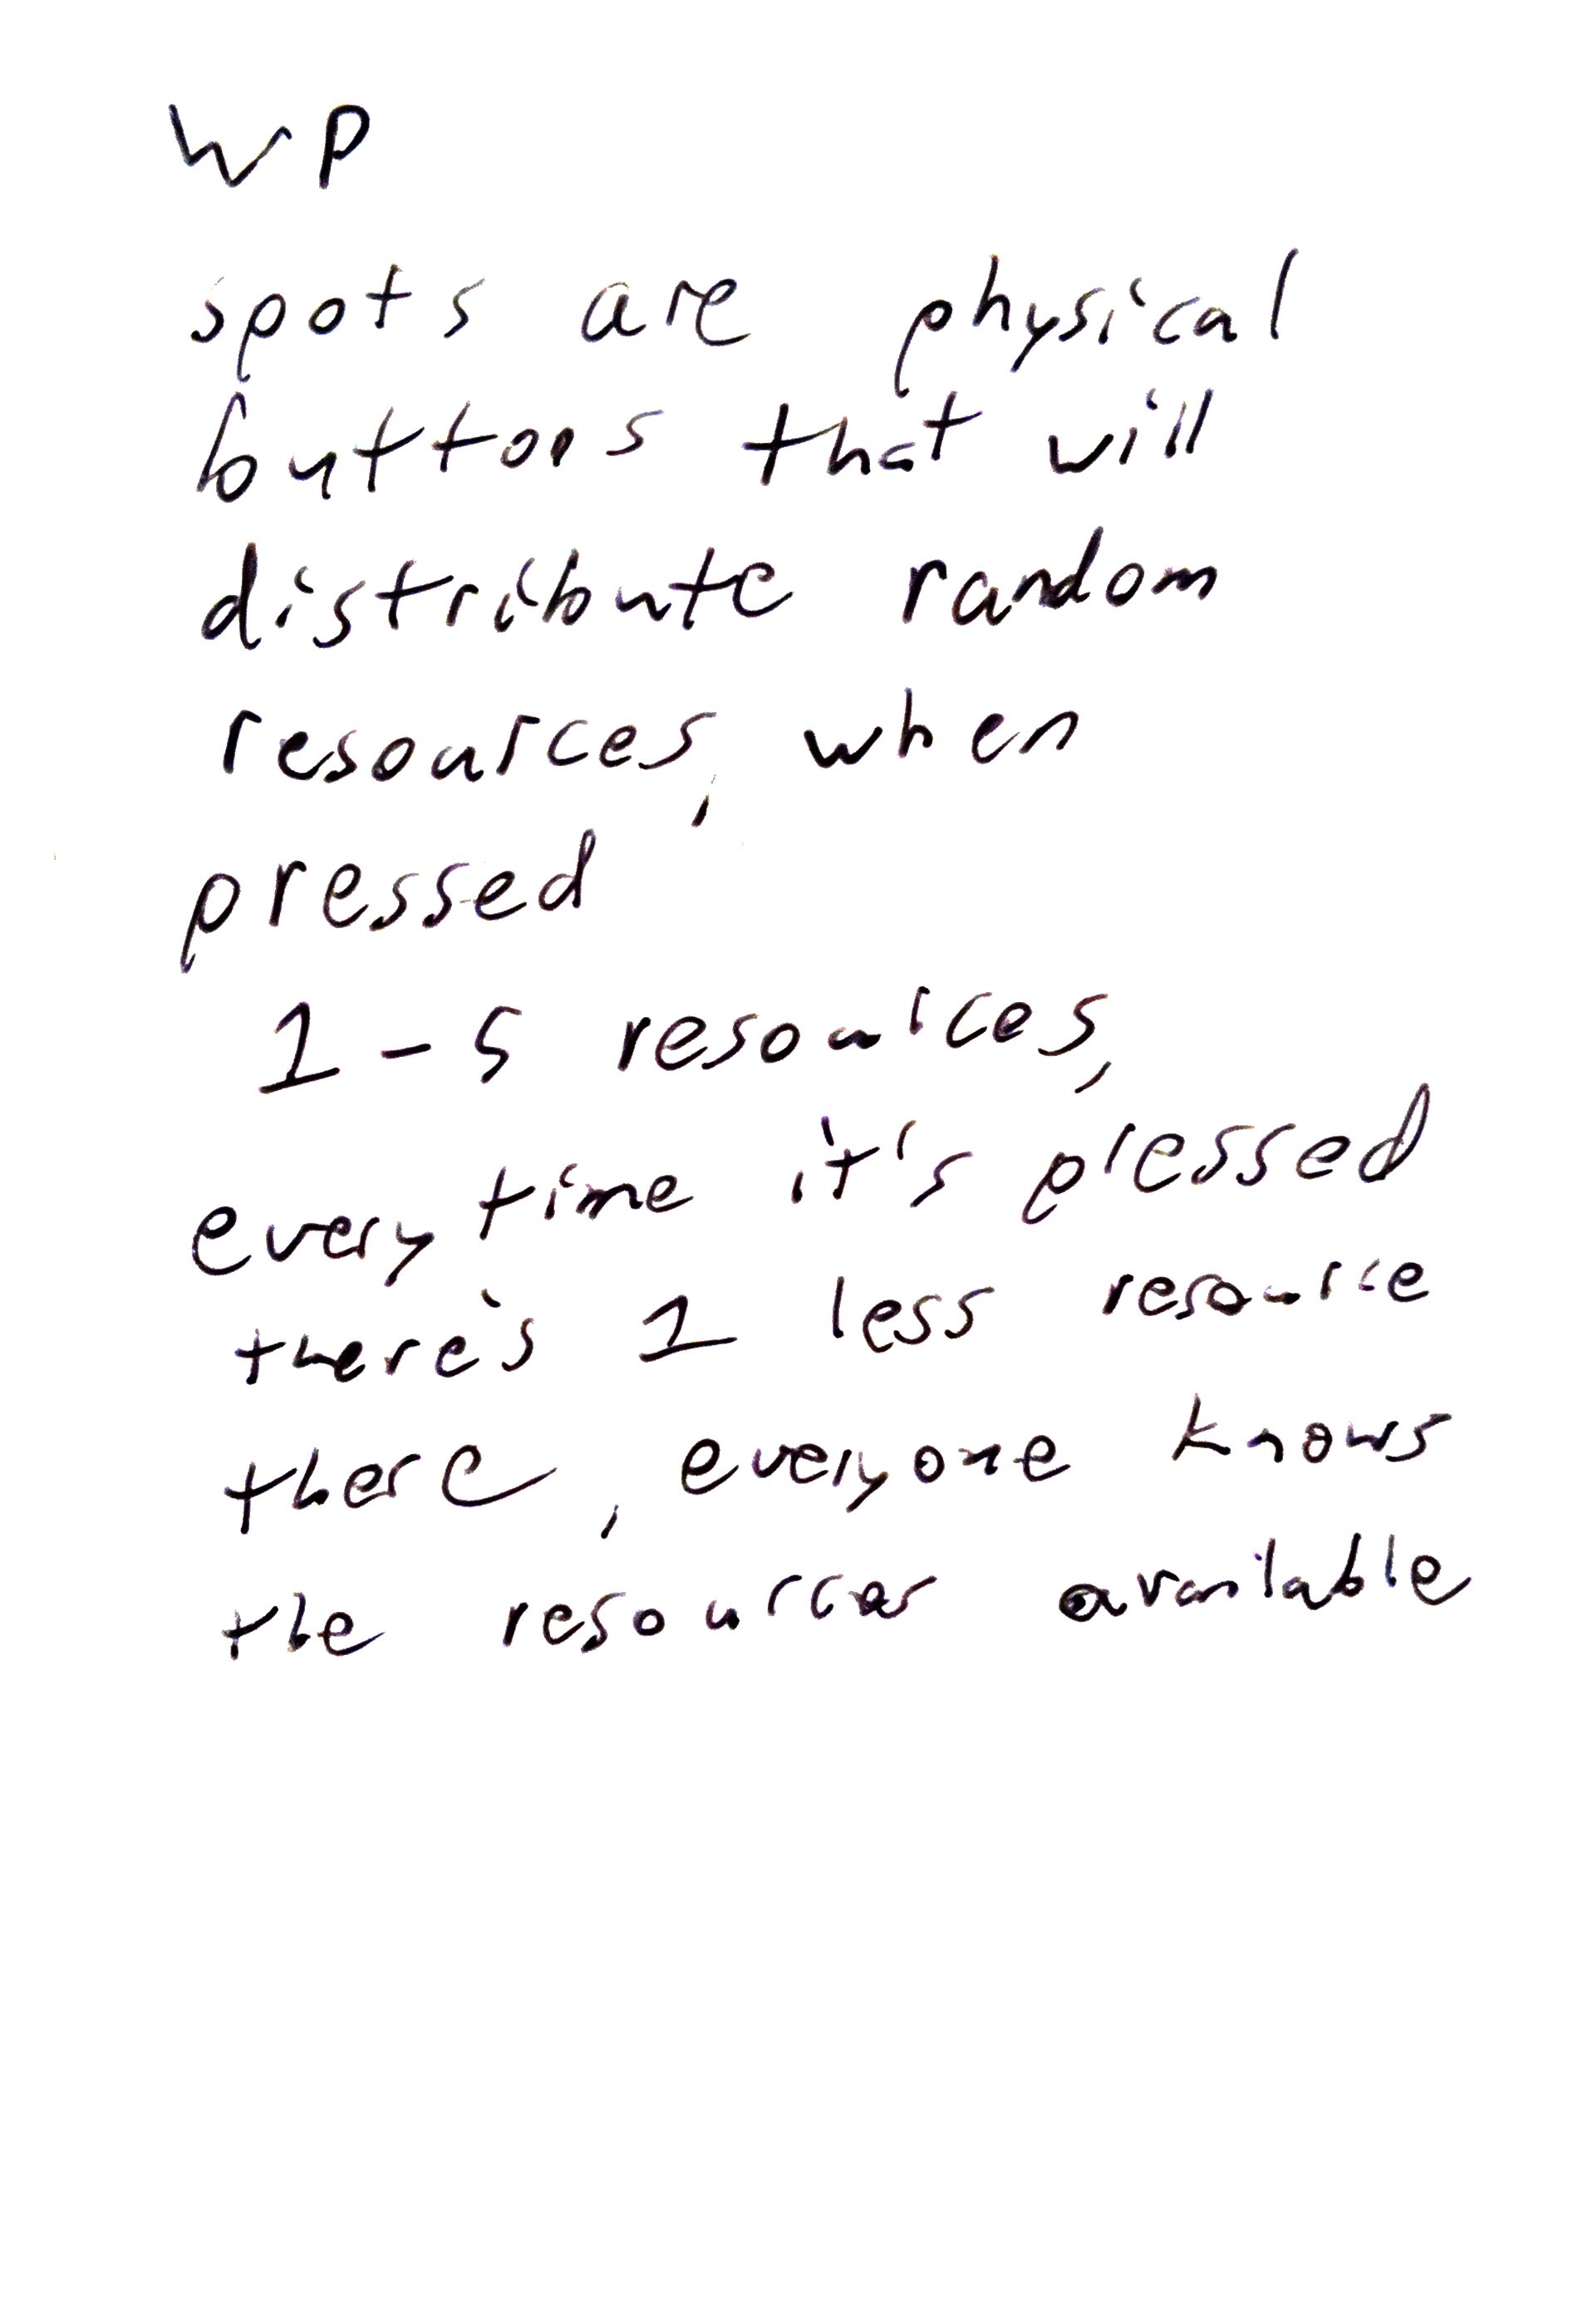 WP
spots are physical
buttons that will
distribute random
resources, when
pressed
1-5 resources,
every time it's pressed
there's 1 less resource
there, everyone knows
the resources available